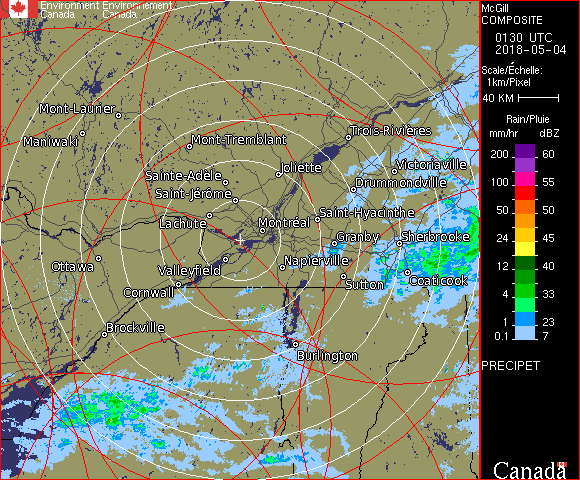 Environment Environnement
Canada Canada
McGill
COMPOSITE
0130 UTC
2018-05-04
Scale/Échelle:
1km/Pixel
40 KM
Rain/Pluie
mm/hr dBZ
200 60
100 55
50 50
24 45
12 40
4 33
1 23
0.1 7
PRECIPET
Canada
Mont-Laurier
Maniwaki
Mont-Tremblant
Trois-Rivières
Victoriaville
Joliette
Sainte-Adèle
Drummondville
Saint-Jérôme
Saint-Hyacinthe
Lachute
Montréal
Granby
Sherbrooke
Ottawa
Valleyfield
Napierville
Coaticook
Sutton
Cornwall
Brockville
Burlington